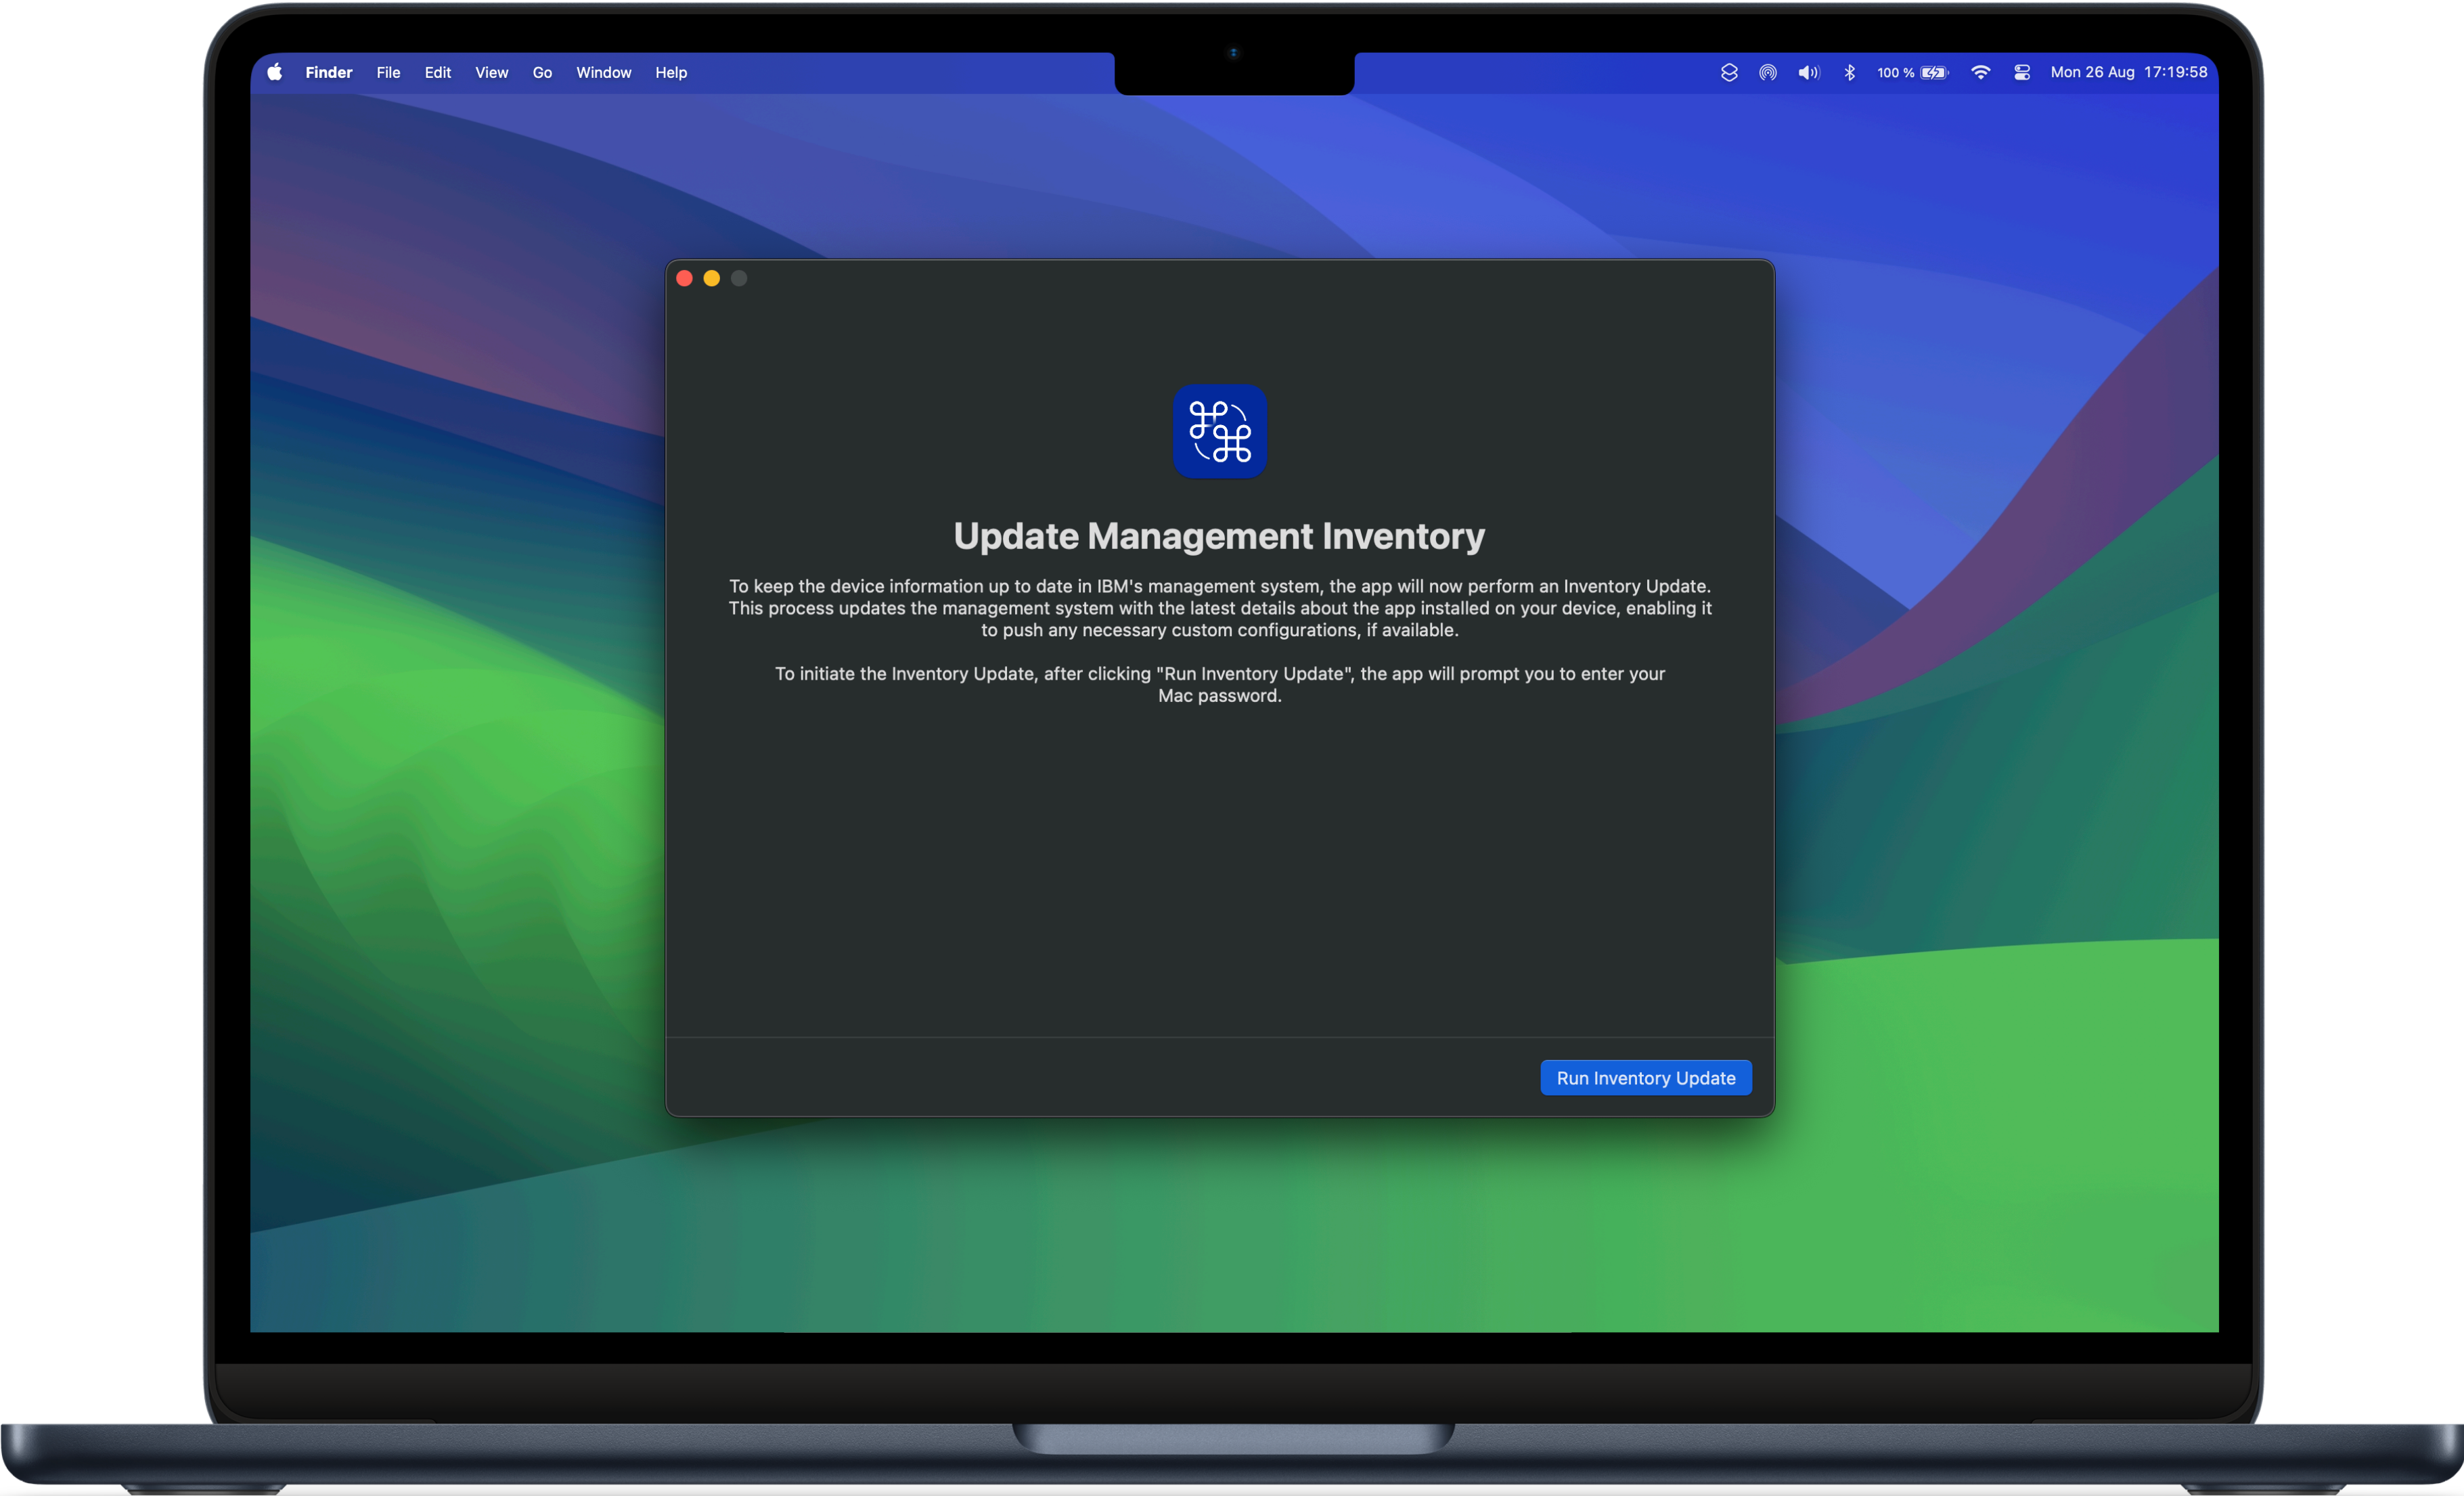 Finder File Edit View Go Window Help 100 % Mon 26 Aug 17:19:58
Update Management Inventory
To keep the device information up to date in IBM's management system, the app will now perform an Inventory Update.
This process updates the management system with the latest details about the app installed on your device, enabling it
to push any necessary custom configurations, if available.
To initiate the Inventory Update, after clicking "Run Inventory Update", the app will prompt you to enter your
Mac password.
Run Inventory Update